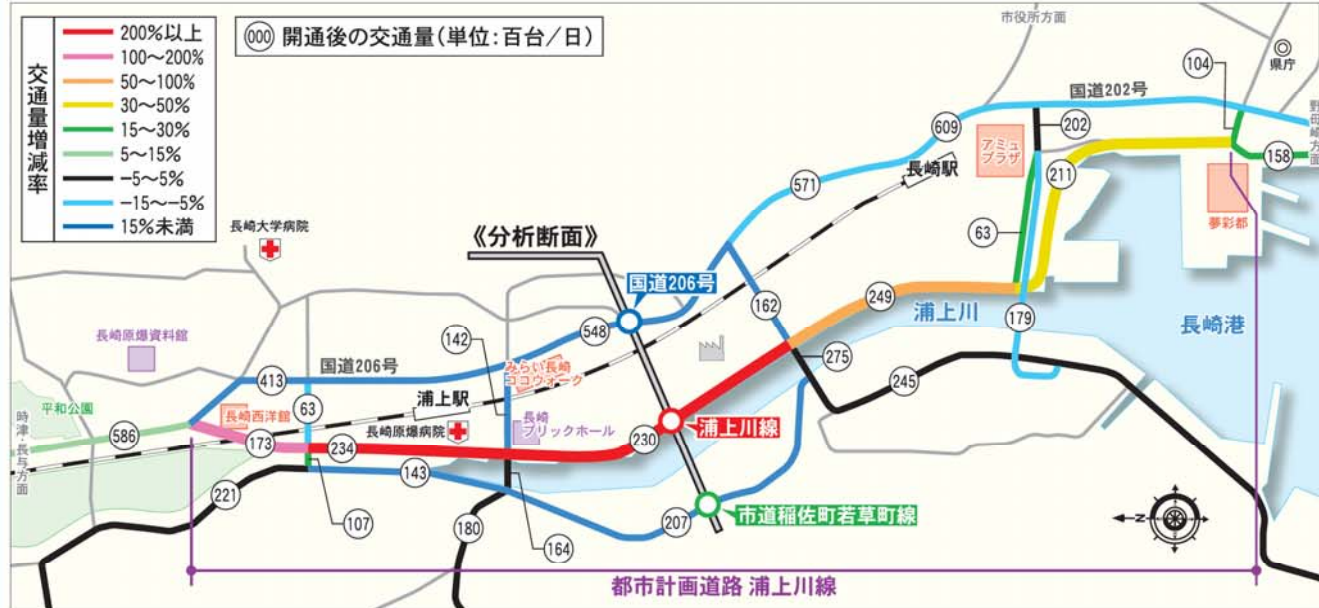 交通量増減率
200%以上
100〜200%
50〜100%
30〜50%
15〜30%
5〜15%
−5〜5%
−15〜−5%
15%未満
000 開通後の交通量(単位:百台/日)
市役所方面
県庁
104
国道202号
野母崎方面
202
609
アミュ
プラザ
158
長崎駅
211
571
夢彩都
長崎大学病院
《分析断面》
63
国道206号
162
249
浦上川
長崎港
179
長崎原爆資料館
142
548
275
国道206号
みらい長崎
ココウォーク
245
413
平和公園
長崎西洋館
63
浦上駅
時津・長与方面
586
173
234
長崎原爆病院
長崎
ブリックホール
230
浦上川線
143
221
107
180
164
207
市道稲佐町若草町線
N
都市計画道路 浦上川線